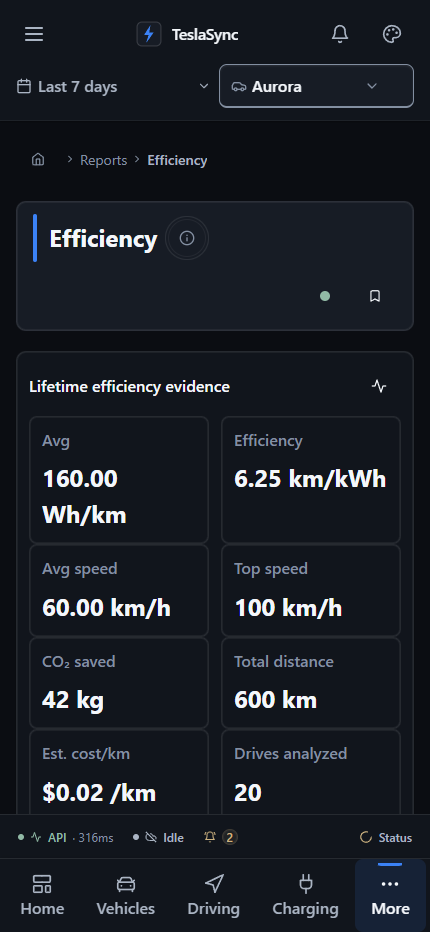 TeslaSync
Last 7 days
Aurora
Reports
Efficiency
Efficiency
Lifetime efficiency evidence
Avg
160.00
Wh/km
Efficiency
6.25 km/kWh
Avg speed
60.00 km/h
Top speed
100 km/h
CO₂ saved
42 kg
Total distance
600 km
Est. cost/km
$0.02 /km
Drives analyzed
20
API · 316ms
Idle
2
Status
Home
Vehicles
Driving
Charging
More